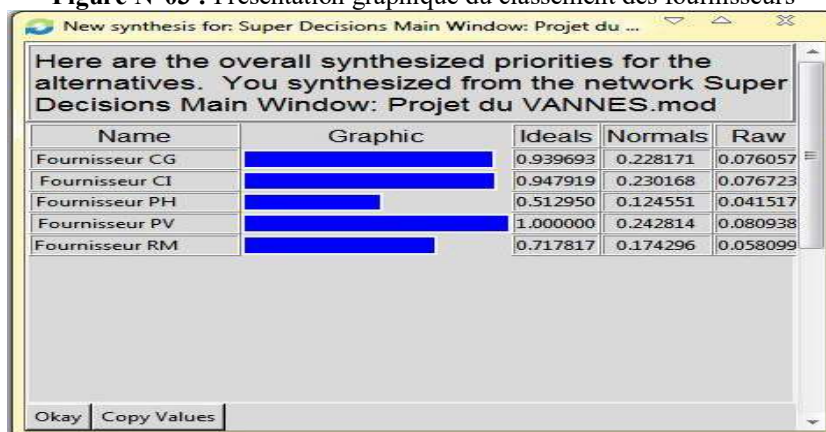 Figure N°03 : Présentation graphique du classement des fournisseurs
New synthesis for: Super Decisions Main Window: Projet du ...
Here are the overall synthesized priorities for the
alternatives. You synthesized from the network Super
Decisions Main Window: Projet du VANNES.mod
Name Graphic Ideals Normals Raw
Fournisseur CG 0.939693 0.228171 0.076057
Fournisseur CI 0.947919 0.230168 0.076723
Fournisseur PH 0.512950 0.124551 0.041517
Fournisseur PV 1.000000 0.242814 0.080938
Fournisseur RM 0.717817 0.174296 0.058099
Okay Copy Values